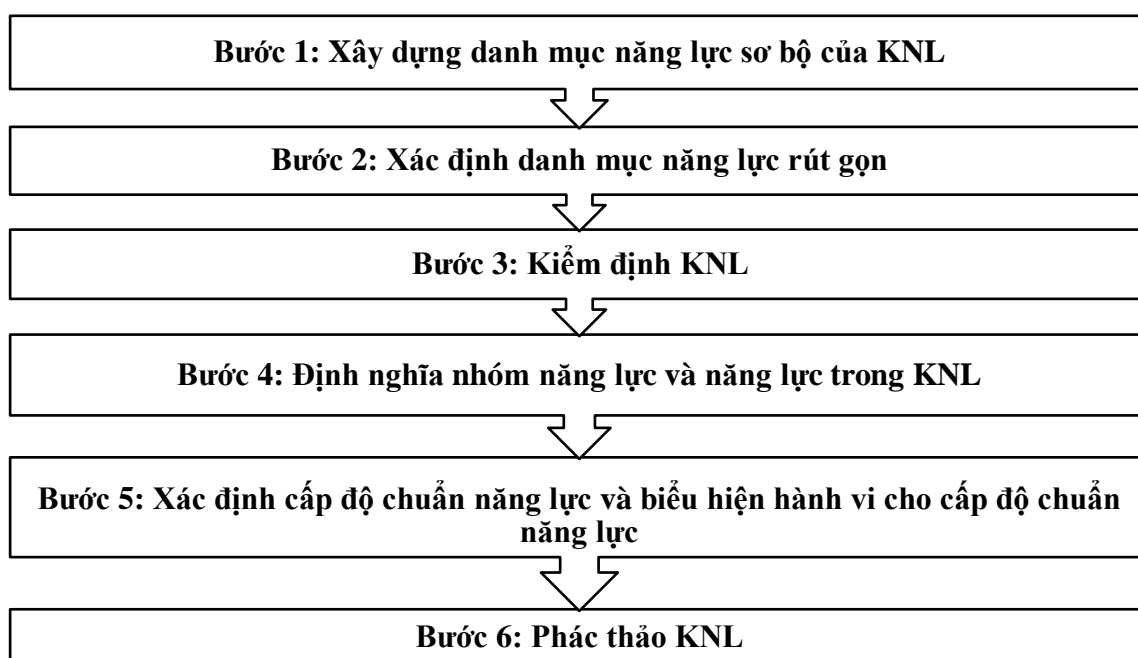 Bước 1: Xây dựng danh mục năng lực sơ bộ của KNL
Bước 2: Xác định danh mục năng lực rút gọn
Bước 3: Kiểm định KNL
Bước 4: Định nghĩa nhóm năng lực và năng lực trong KNL
Bước 5: Xác định cấp độ chuẩn năng lực và biểu hiện hành vi cho cấp độ chuẩn
năng lực
Bước 6: Phác thảo KNL